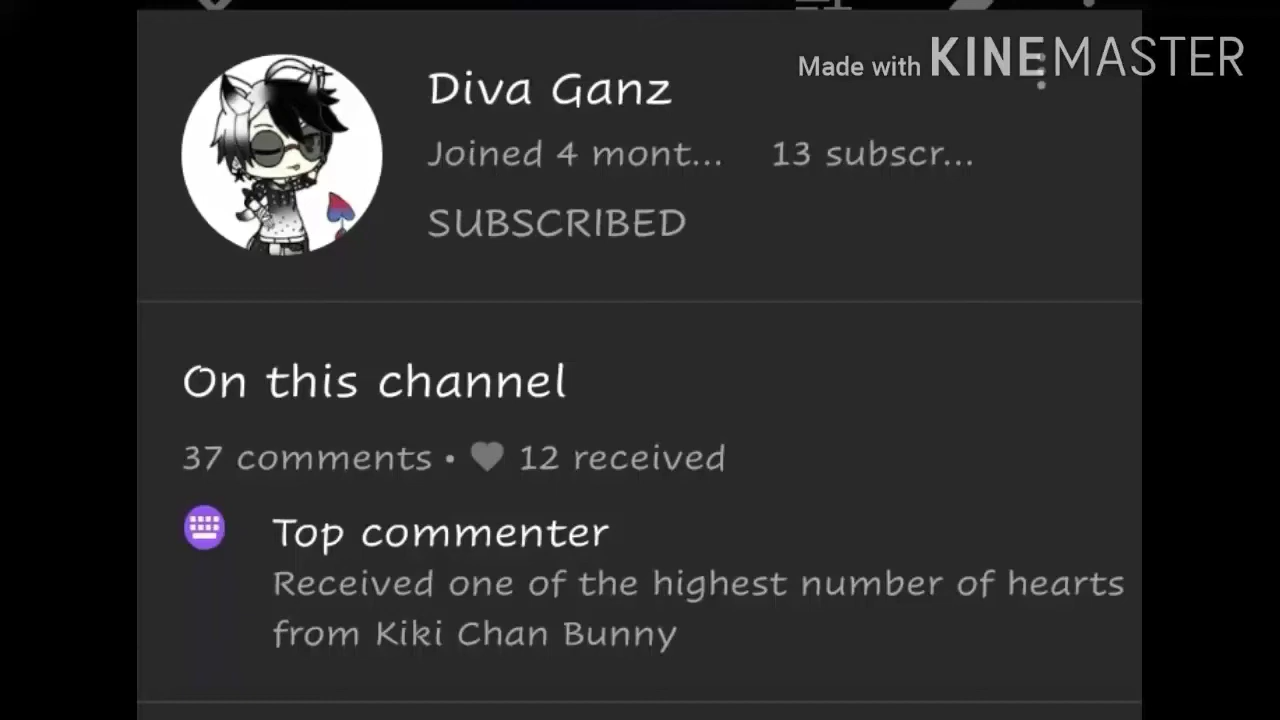 Made with KINEMASTER
Diva Ganz
Joined 4 mont... 13 subscr...
SUBSCRIBED
On this channel
37 comments • 12 received
Top commenter
Received one of the highest number of hearts
from Kiki Chan Bunny